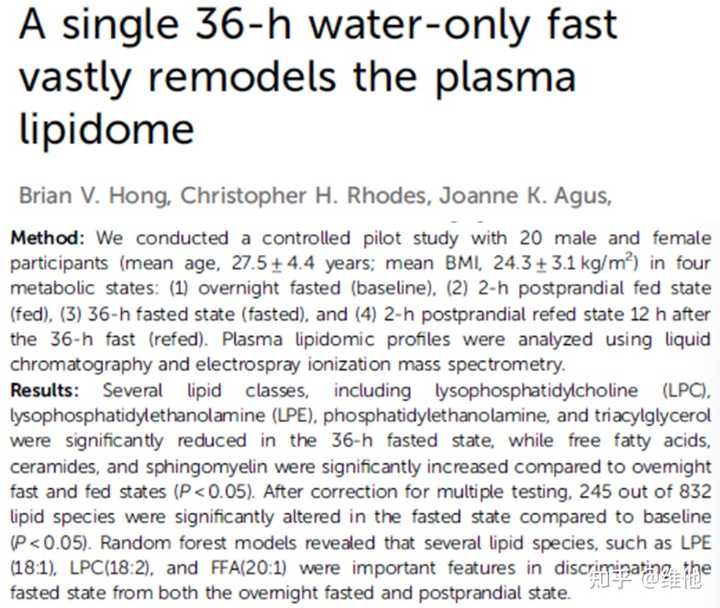 A single 36-h water-only fast
vastly remodels the plasma
lipidome
Brian V. Hong, Christopher H. Rhodes, Joanne K. Agus,
Method: We conducted a controlled pilot study with 20 male and female
participants (mean age, 27.5 ± 4.4 years; mean BMI, 24.3 ± 3.1 kg/m²) in four
metabolic states: (1) overnight fasted (baseline), (2) 2-h postprandial fed state
(fed), (3) 36-h fasted state (fasted), and (4) 2-h postprandial refed state 12 h after
the 36-h fast (refed). Plasma lipidomic profiles were analyzed using liquid
chromatography and electrospray ionization mass spectrometry.
Results: Several lipid classes, including lysophosphatidylcholine (LPC),
lysophosphatidylethanolamine (LPE), phosphatidylethanolamine, and triacylglycerol
were significantly reduced in the 36-h fasted state, while free fatty acids,
ceramides, and sphingomyelin were significantly increased compared to overnight
fast and fed states (P < 0.05). After correction for multiple testing, 245 out of 832
lipid species were significantly altered in the fasted state compared to baseline
(P < 0.05). Random forest models revealed that several lipid species, such as LPE
(18:1), LPC(18:2), and FFA(20:1) were important features in discriminating the
fasted state from both the overnight fasted and postprandial state.
知乎 @维他